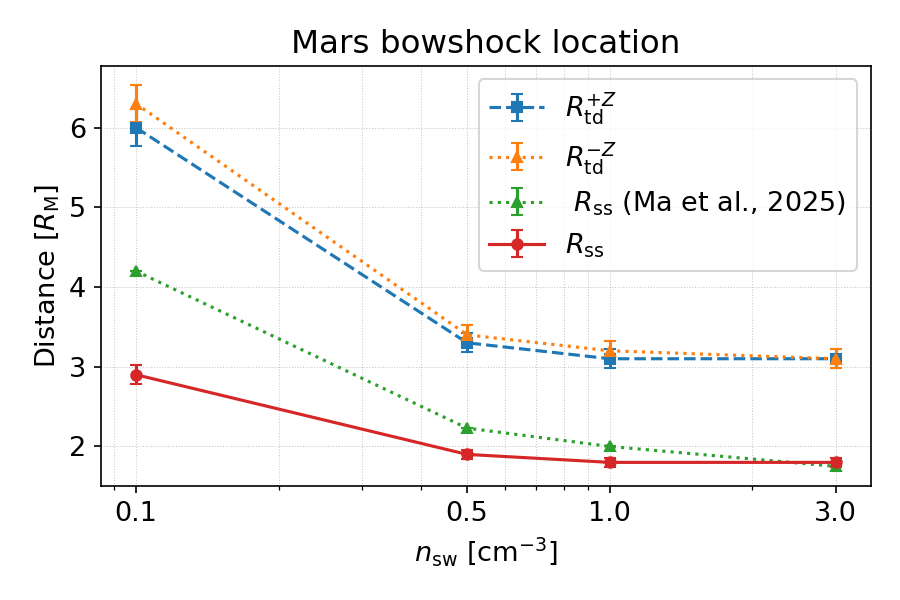 Mars bowshock location
R_td^{+Z}
R_td^{−Z}
R_ss (Ma et al., 2025)
R_ss
Distance [R_M]
6
5
4
3
2
0.1 0.5 1.0 3.0
n_sw [cm^{−3}]